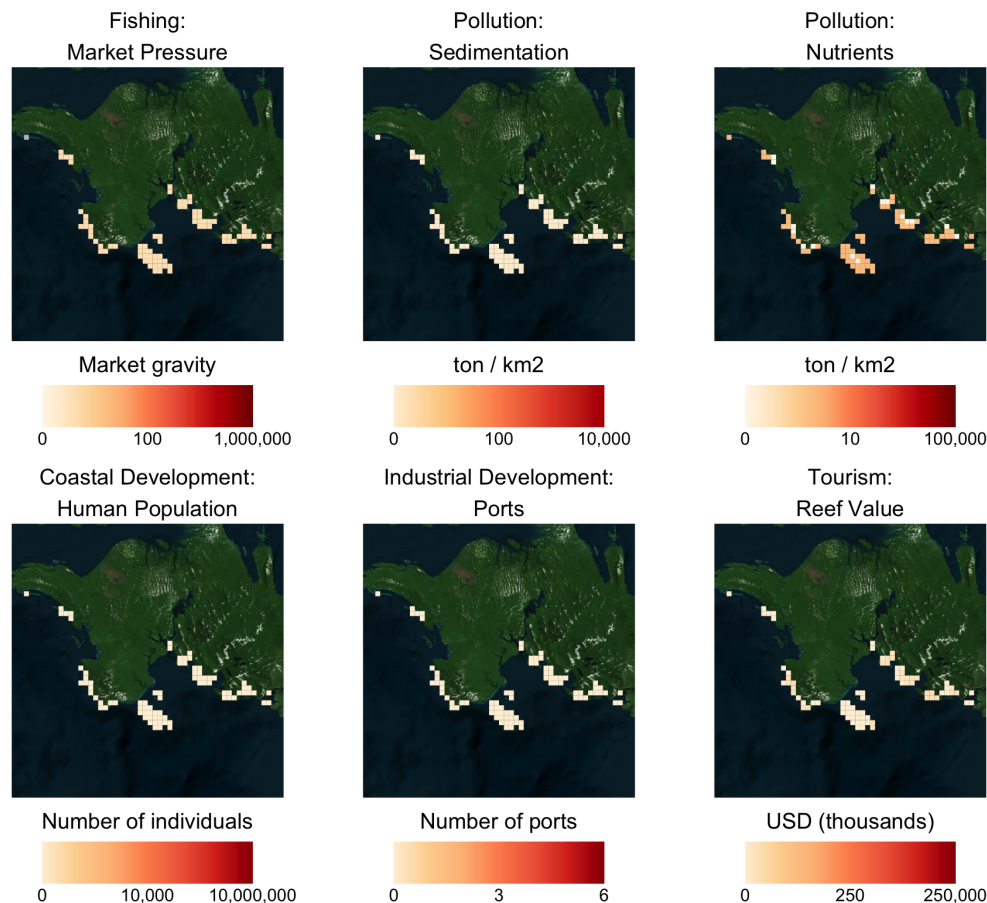 Fishing:
Market Pressure
Pollution:
Sedimentation
Pollution:
Nutrients
Market gravity
0 100 1,000,000
ton / km2
0 100 10,000
ton / km2
0 10 100,000
Coastal Development:
Human Population
Industrial Development:
Ports
Tourism:
Reef Value
Number of individuals
0 10,000 10,000,000
Number of ports
0 3 6
USD (thousands)
0 250 250,000